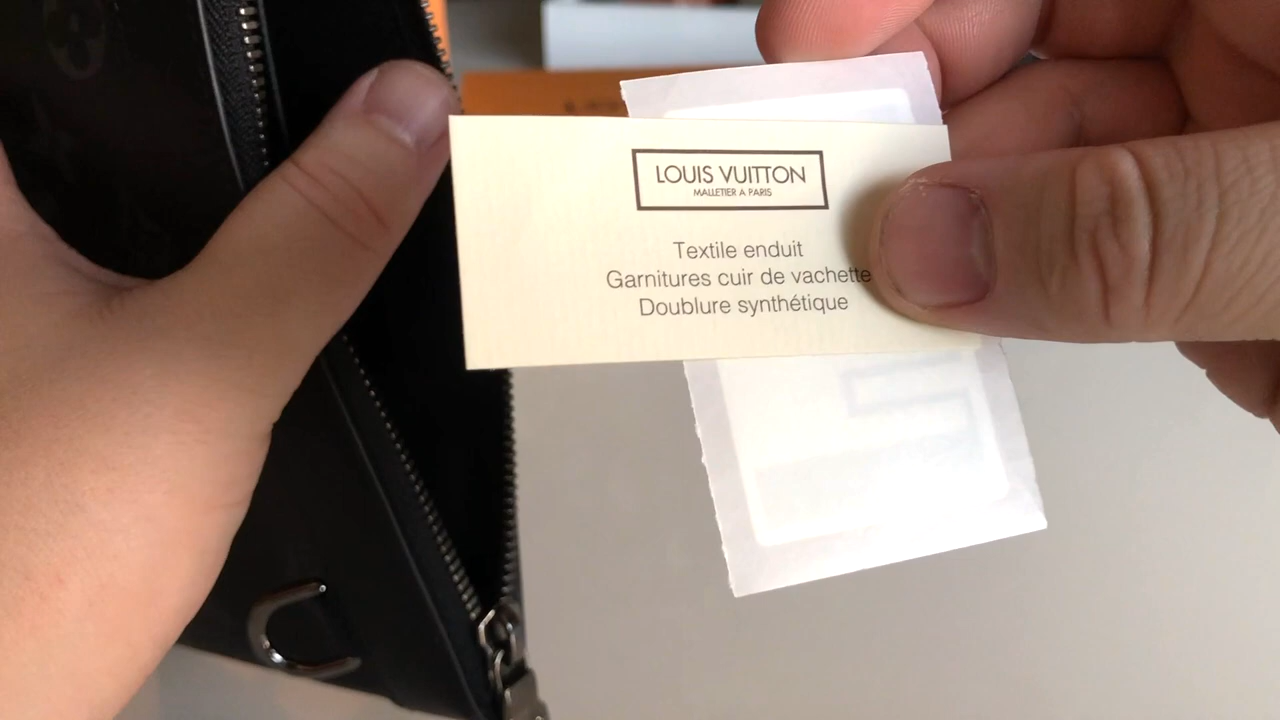 LOUIS VUITTON
MALLETIER A PARIS
Textile enduit
Garnitures cuir de vachette
Doublure synthétique